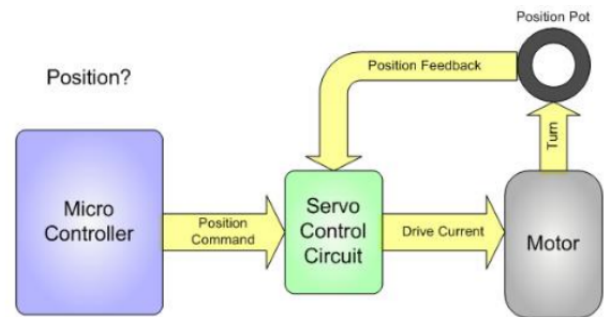 Position Pot
Position Feedback
Position?
Turn
Micro
Controller
Position
Command
Servo
Control
Circuit
Drive Current
Motor